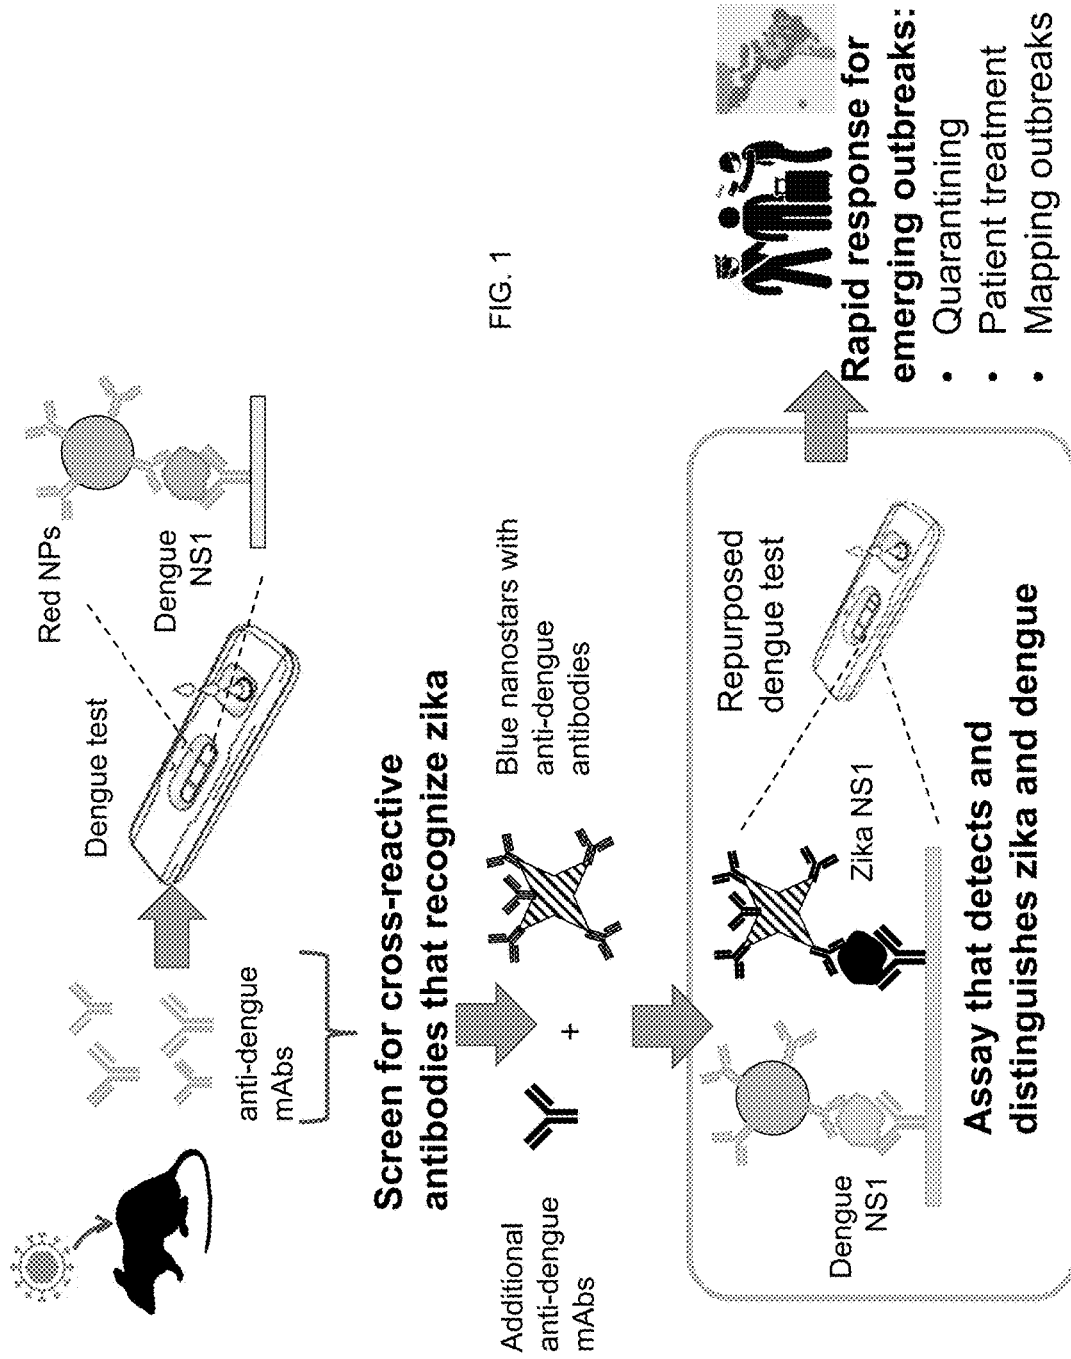 Red NPs
Dengue test
Dengue
NS1
anti-dengue
mAbs
Screen for cross-reactive
antibodies that recognize zika
Additional
anti-dengue
mAbs
+
Blue nanostars with
anti-dengue
antibodies
FIG. 1
Dengue
NS1
Zika NS1
Repurposed
dengue test
Assay that detects and
distinguishes zika and dengue
Rapid response for
emerging outbreaks:
• Quarantining
• Patient treatment
• Mapping outbreaks